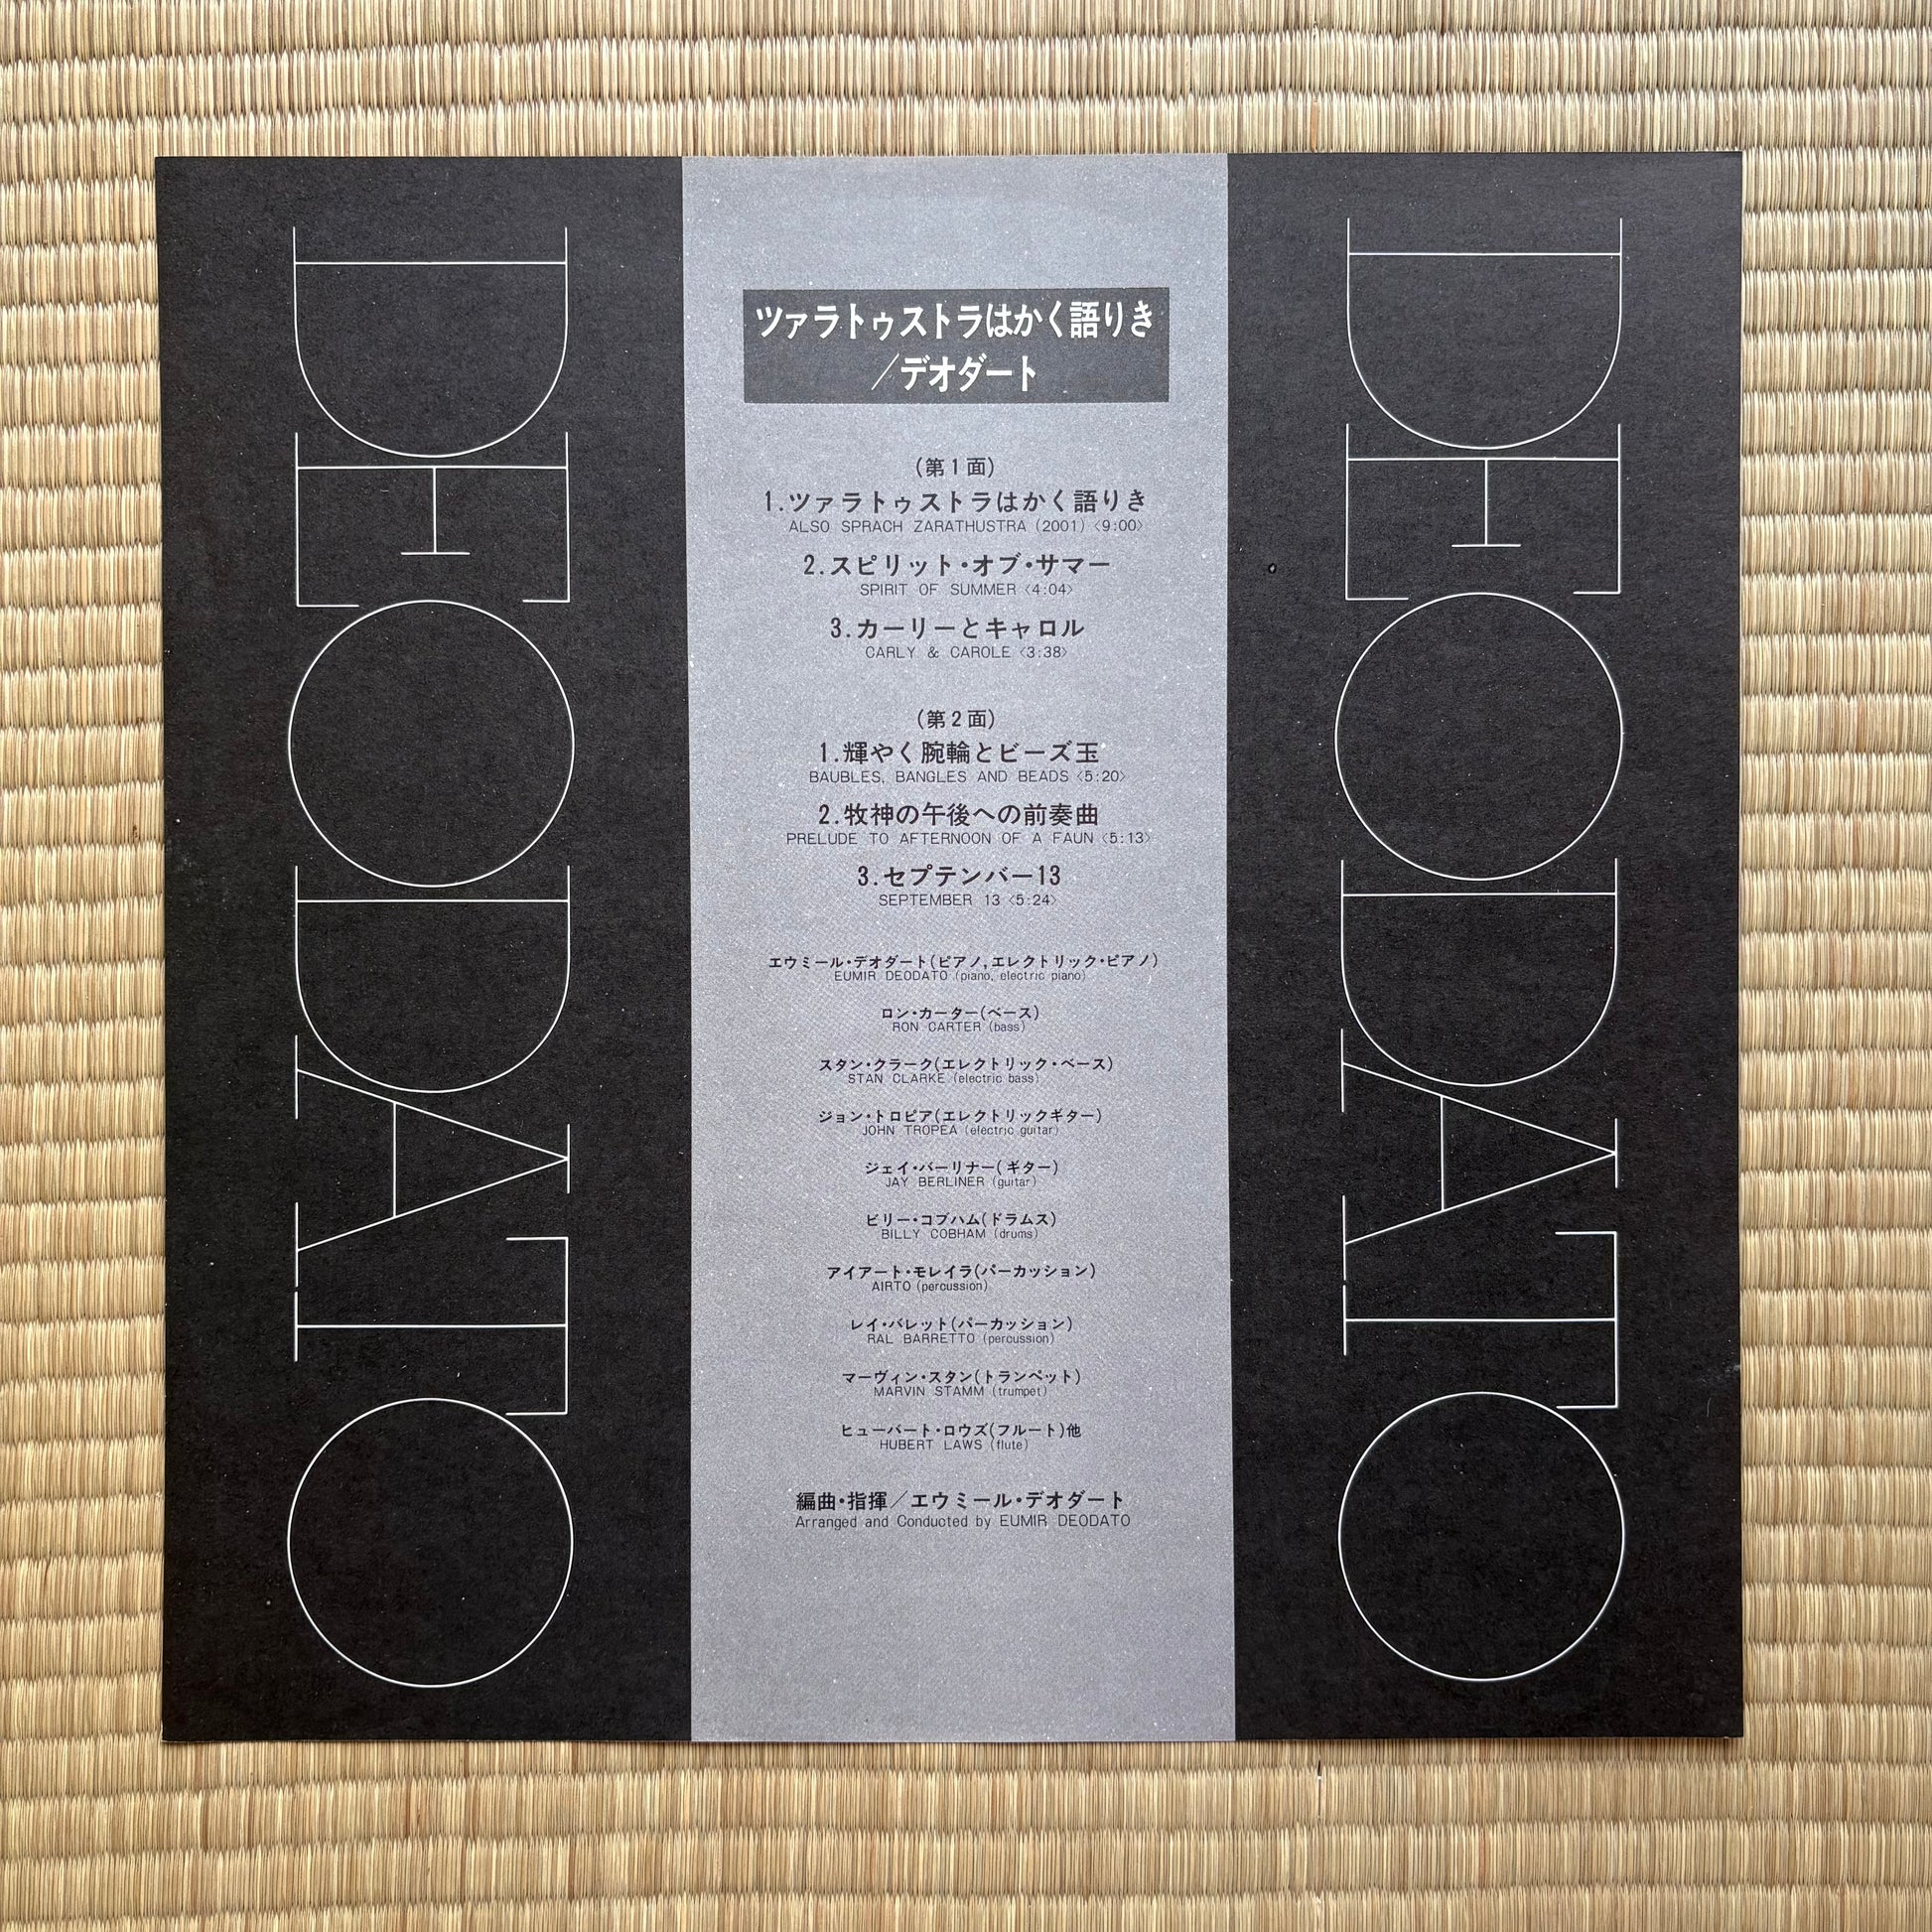 DEODATO
ツァラトゥストラはかく語りき
／デオダート
(第1面)
1.ツァラトゥストラはかく語りき
ALSO SPRACH ZARATHUSTRA (2001) <9:00>
2.スピリット・オブ・サマー
SPIRIT OF SUMMER <4:04>
3.カーリーとキャロル
CARLY & CAROLE <3:38>
(第2面)
1.輝やく腕輪とビーズ玉
BAUBLES, BANGLES AND BEADS <5:20>
2.牧神の午後への前奏曲
PRELUDE TO AFTERNOON OF A FAUN <5:13>
3.セプテンバー13
SEPTEMBER 13 <5:24>
エウミール・デオダート(ピアノ,エレクトリック・ピアノ)
EUMIR DEODATO (piano, electric piano)
ロン・カーター(ベース)
RON CARTER (bass)
スタン・クラーク(エレクトリック・ベース)
STAN CLARKE (electric bass)
ジョン・トロピア(エレクトリックギター)
JOHN TROPEA (electric guitar)
ジェイ・バーリナー(ギター)
JAY BERLINER (guitar)
ビリー・コブハム(ドラムス)
BILLY COBHAM (drums)
アイアート・モレイラ(パーカッション)
AIRTO (percussion)
レイ・バレット(パーカッション)
RAL BARRETTO (percussion)
マーヴィン・スタン(トランペット)
MARVIN STAMM (trumpet)
ヒューバート・ロウズ(フルート)他
HUBERT LAWS (flute)
編曲・指揮／エウミール・デオダート
Arranged and Conducted by EUMIR DEODATO
DEODATO